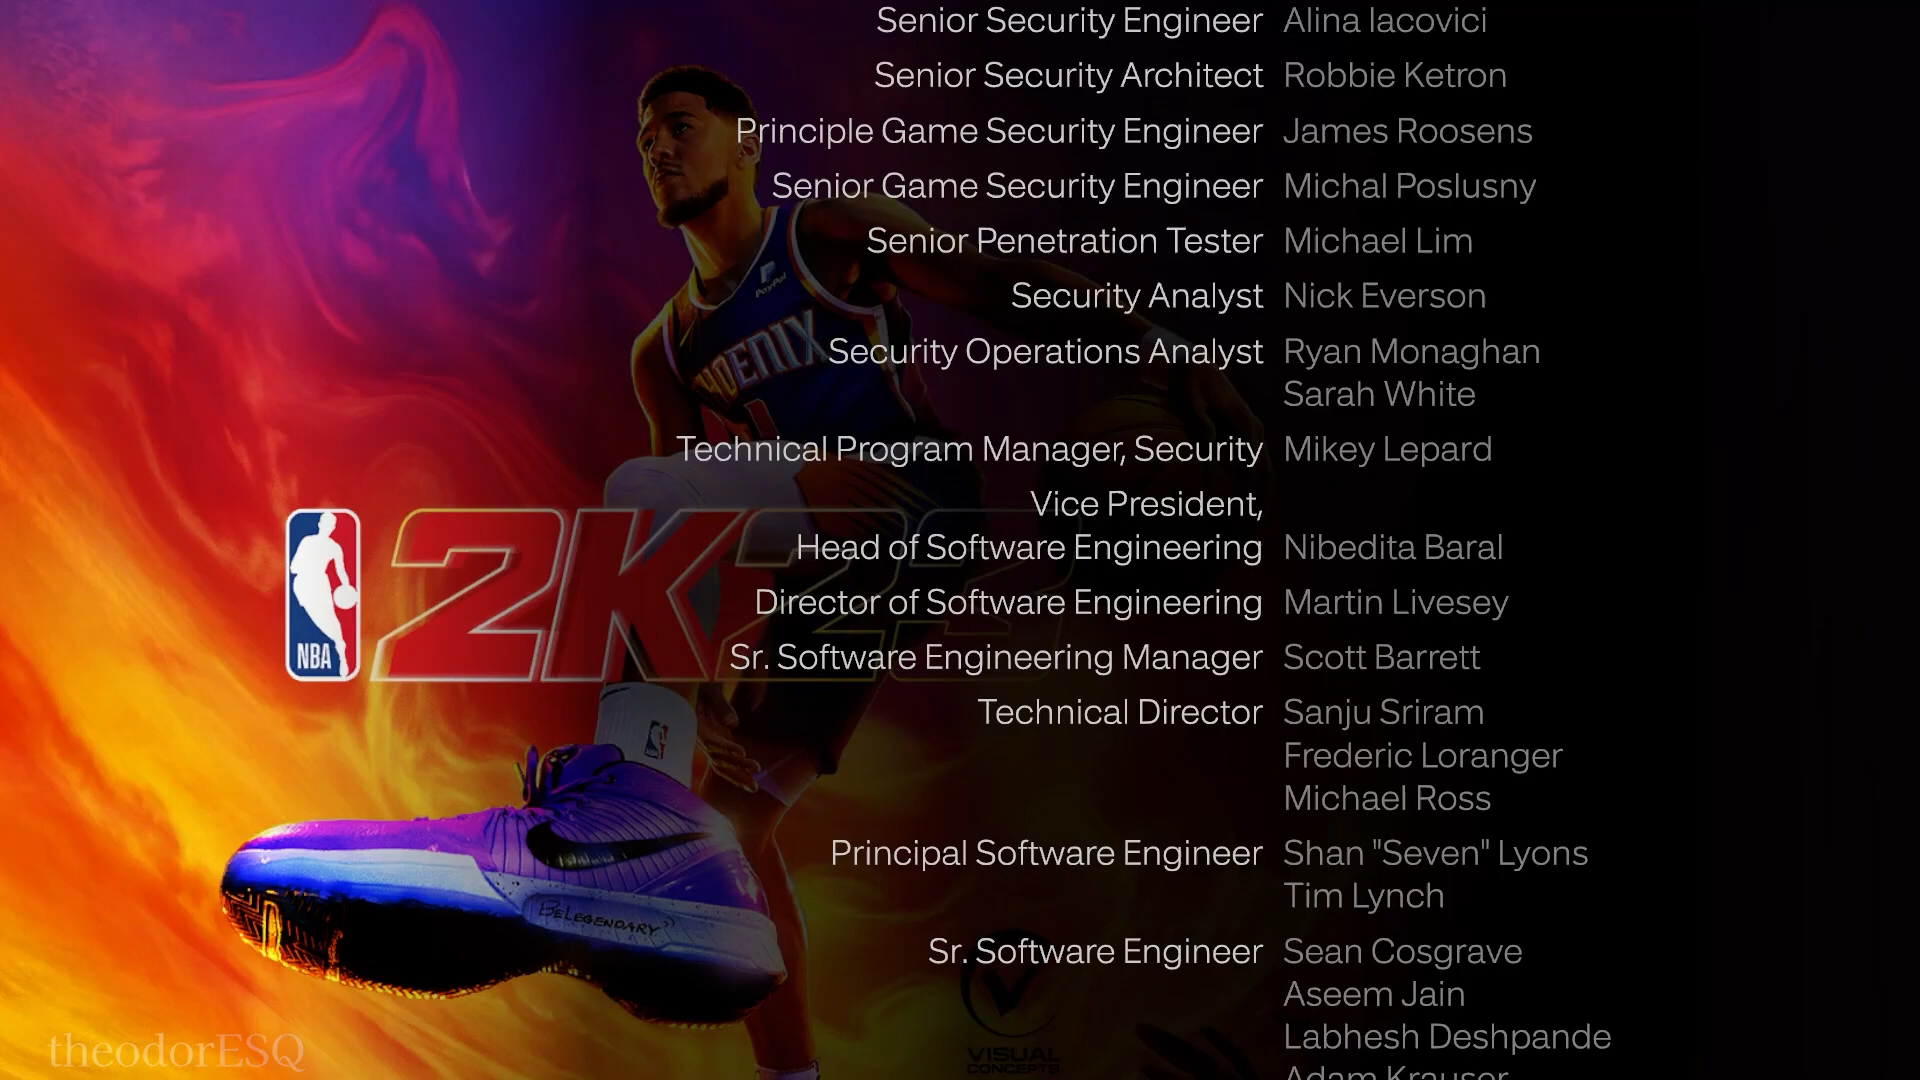 Senior Security Engineer Alina Iacovici
Senior Security Architect Robbie Ketron
Principle Game Security Engineer James Roosens
Senior Game Security Engineer Michal Poslusny
Senior Penetration Tester Michael Lim
Security Analyst Nick Everson
Security Operations Analyst Ryan Monaghan
Sarah White
Technical Program Manager, Security Mikey Lepard
Vice President,
Head of Software Engineering Nibedita Baral
Director of Software Engineering Martin Livesey
Sr. Software Engineering Manager Scott Barrett
Technical Director Sanju Sriram
Frederic Loranger
Michael Ross
Principal Software Engineer Shan "Seven" Lyons
Tim Lynch
Sr. Software Engineer Sean Cosgrave
Aseem Jain
Labhesh Deshpande
Adam Krauser
PayPal
PHOENIX
1
NBA
2K23
BELEGENDARY
VISUAL
CONCEPTS
theodorESQ